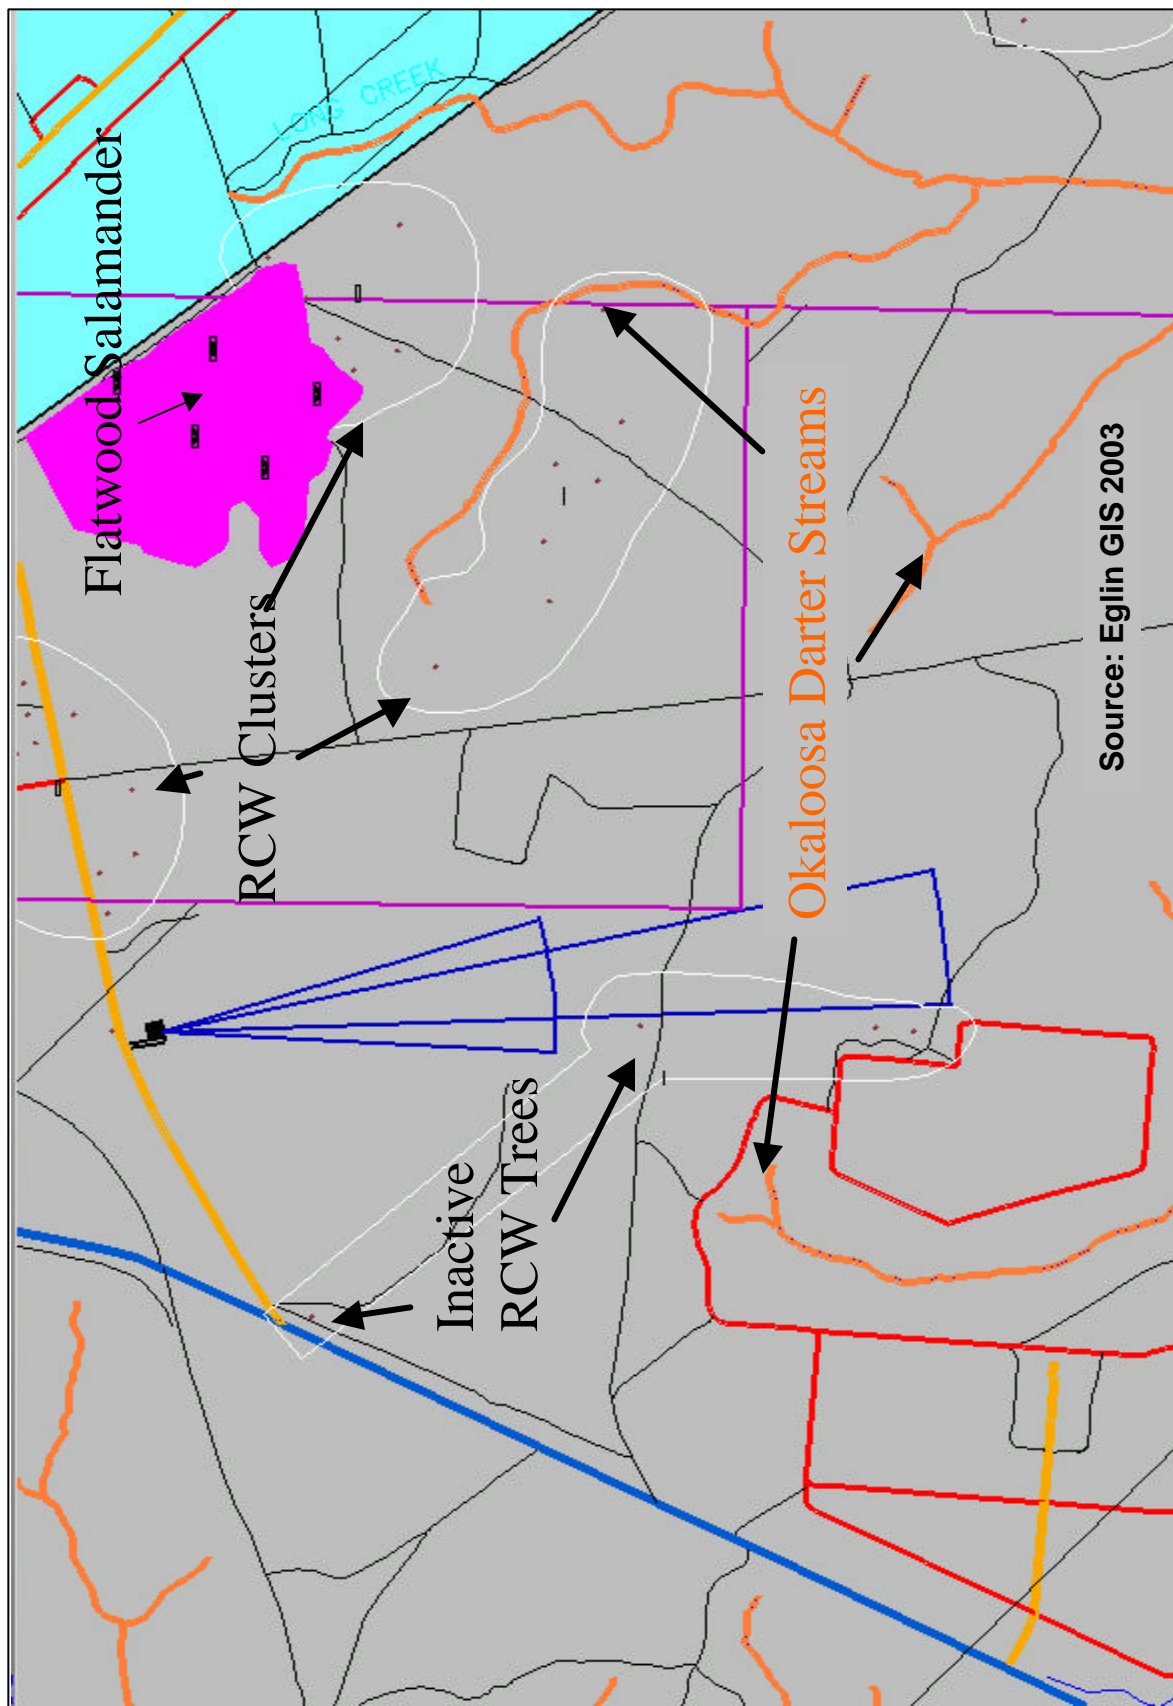 LONG CREEK
Flatwood Salamander
RCW Clusters
Inactive
RCW Trees
Okaloosa Darter Streams
Source: Eglin GIS 2003